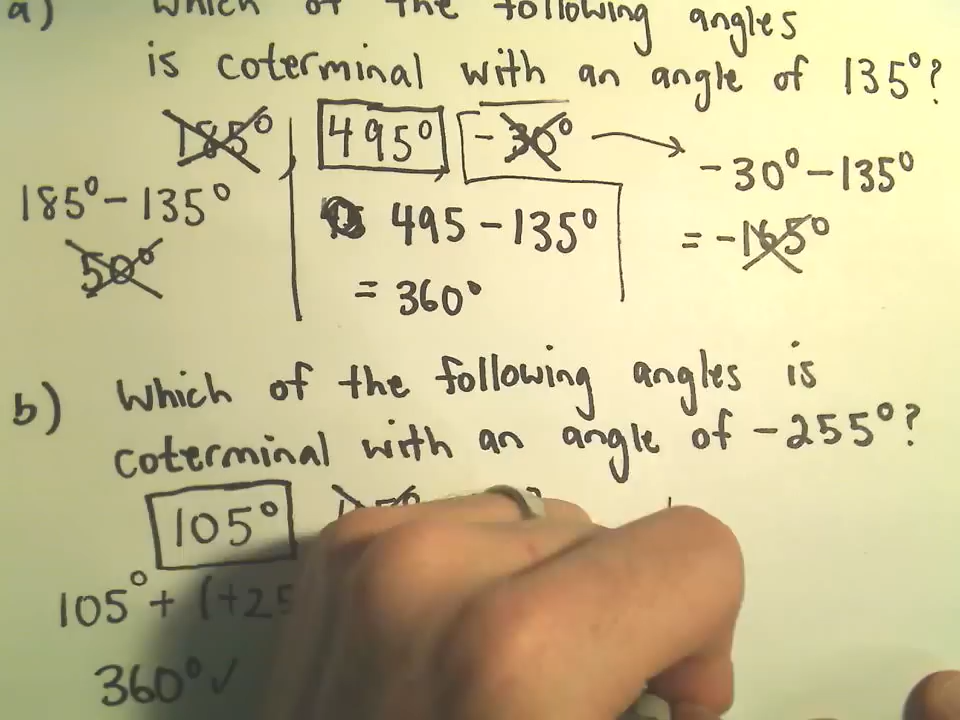 a) Which of the following angles
is coterminal with an angle of 135°?
185° 495° -30° → -30° - 135°
185° - 135° 495 - 135° = -165°
50° = 360°
b) Which of the following angles is
coterminal with an angle of -255°?
105°
105° + (+25
360° ✓